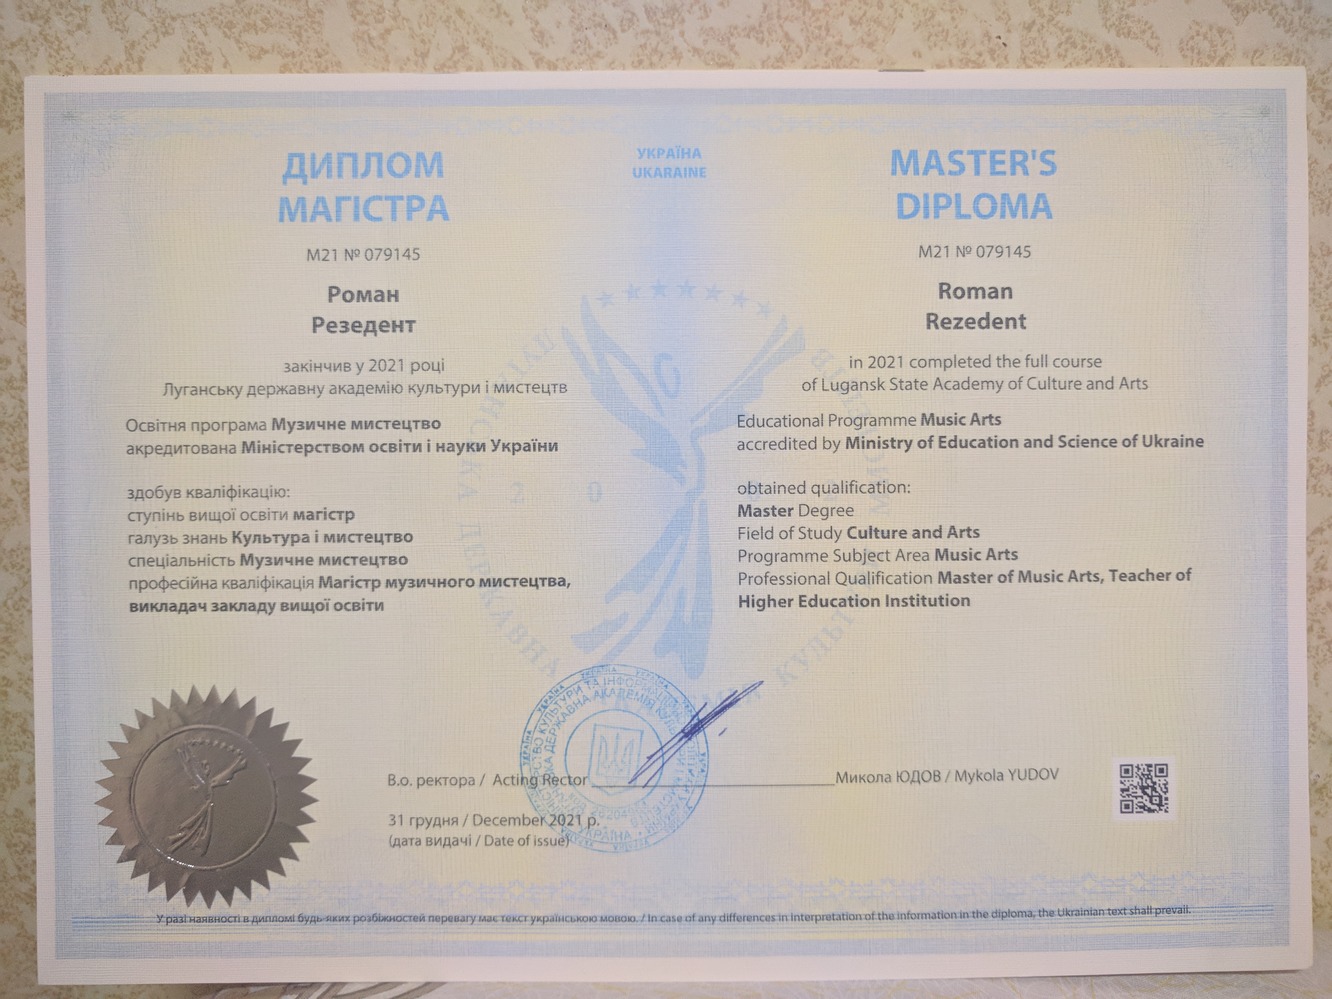 УКРАЇНА
UKARAINE
ДИПЛОМ
МАГІСТРА
М21 № 079145
Роман
Резедент
закінчив у 2021 році
Луганську державну академію культури і мистецтв
Освітня програма Музичне мистецтво
акредитована Міністерством освіти і науки України
здобув кваліфікацію:
ступінь вищої освіти магістр
галузь знань Культура і мистецтво
спеціальність Музичне мистецтво
професійна кваліфікація Магістр музичного мистецтва,
викладач закладу вищої освіти
MASTER'S
DIPLOMA
M21 № 079145
Roman
Rezedent
in 2021 completed the full course
of Lugansk State Academy of Culture and Arts
Educational Programme Music Arts
accredited by Ministry of Education and Science of Ukraine
obtained qualification:
Master Degree
Field of Study Culture and Arts
Programme Subject Area Music Arts
Professional Qualification Master of Music Arts, Teacher of
Higher Education Institution
В.о. ректора / Acting Rector Микола ЮДОВ / Mykola YUDOV
31 грудня / December 2021 р.
(дата видачі / Date of issue)
У разі наявності в дипломі будь-яких розбіжностей перевагу має текст українською мовою. / In case of any differences in interpretation of the information in the diploma, the Ukrainian text shall prevail.